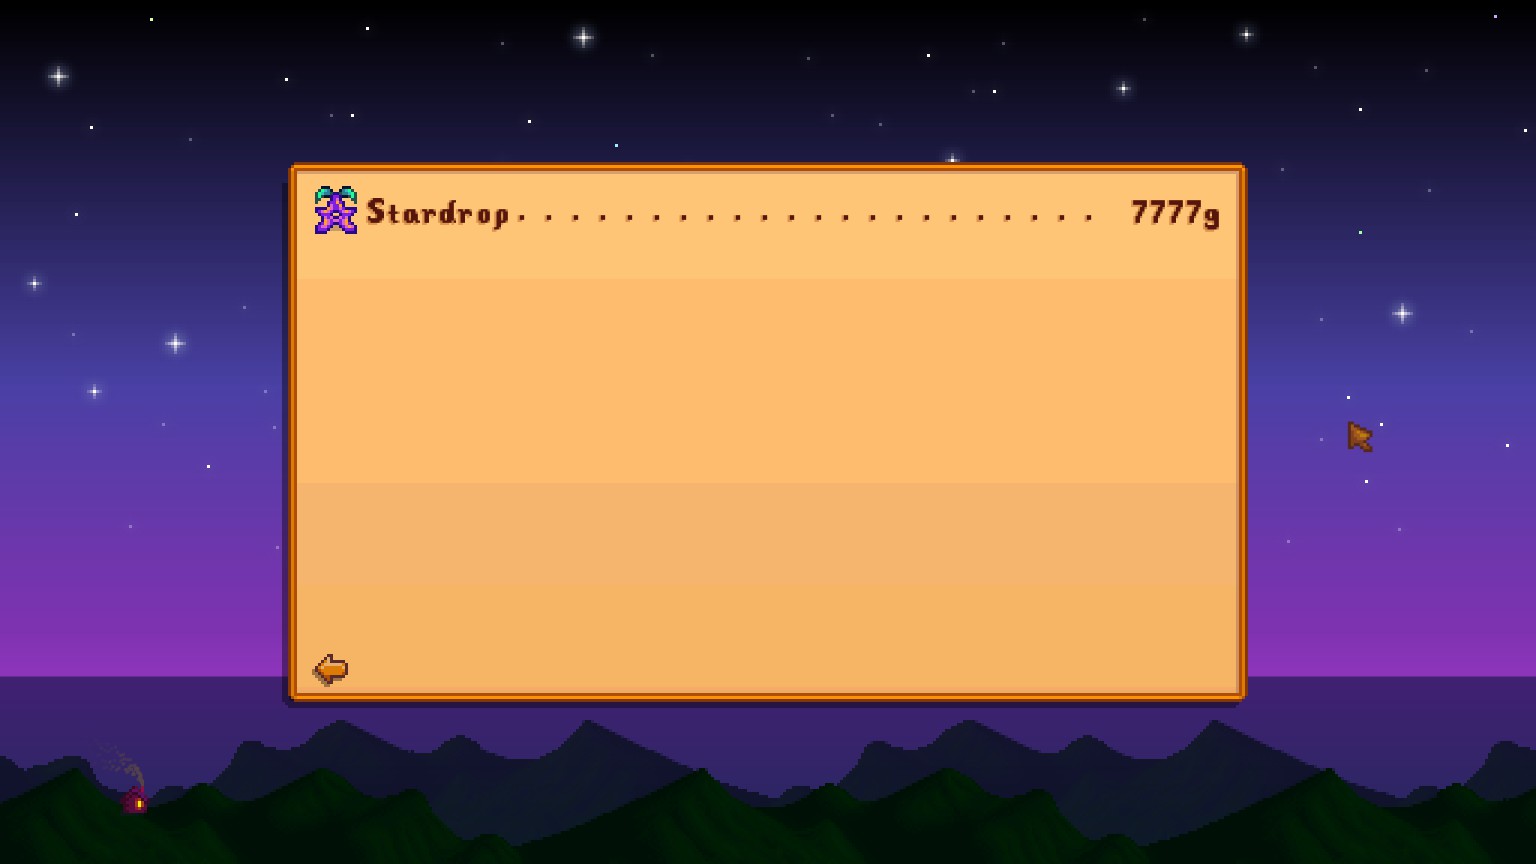 Stardrop. . . . . . . . . . . . . . . . . . . . . . 7777g